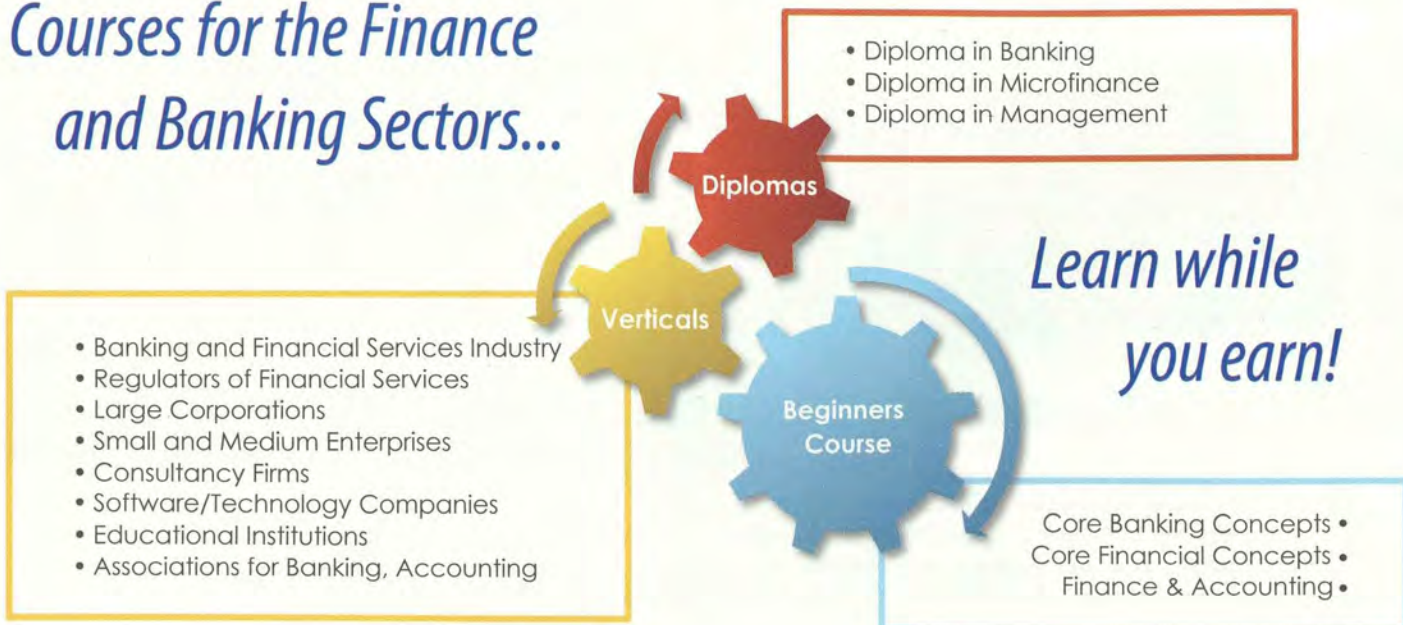 Courses for the Finance
and Banking Sectors...
• Diploma in Banking
• Diploma in Microfinance
• Diploma in Management
Diplomas
Learn while
you earn!
Verticals
• Banking and Financial Services Industry
• Regulators of Financial Services
• Large Corporations
• Small and Medium Enterprises
• Consultancy Firms
• Software/Technology Companies
• Educational Institutions
• Associations for Banking, Accounting
Beginners
Course
Core Banking Concepts •
Core Financial Concepts •
Finance & Accounting •